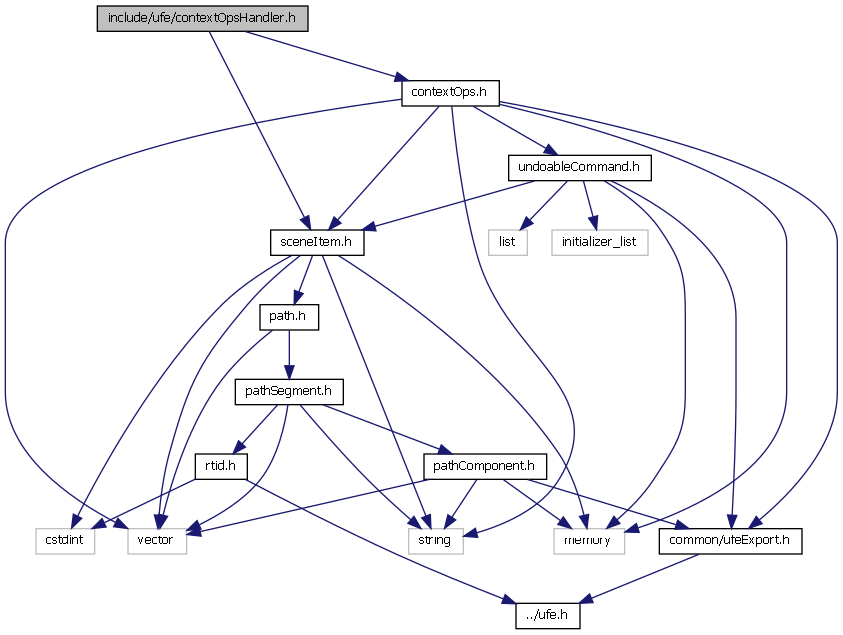 include/ufe/contextOpsHandler.h
contextOps.h
undoableCommand.h
sceneItem.h
list
initializer_list
path.h
pathSegment.h
rtid.h
pathComponent.h
cstdint
vector
string
memory
common/ufeExport.h
../ufe.h